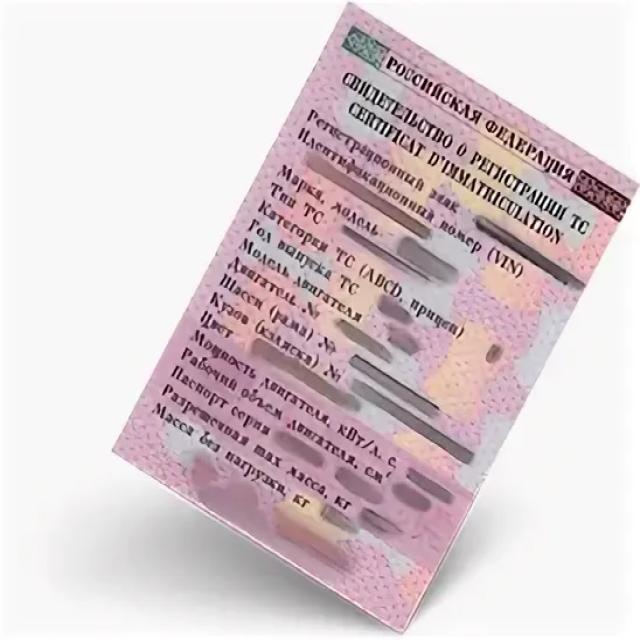 РОССИЙСКАЯ ФЕДЕРАЦИЯ
СВИДЕТЕЛЬСТВО О РЕГИСТРАЦИИ ТС
CERTIFICAT D'IMMATRICULATION
Регистрационный знак
Идентификационный номер (VIN)
Марка, модель
Тип ТС
Категория ТС (ABCD, прицеп)
Год выпуска ТС
Модель двигателя
Двигатель №
Шасси (рама) №
Кузов (коляска) №
Цвет
Мощность двигателя, кВт/л. с.
Рабочий объем двигателя, см
Паспорт серия
Разрешенная max масса, кг
Масса без нагрузки, кг